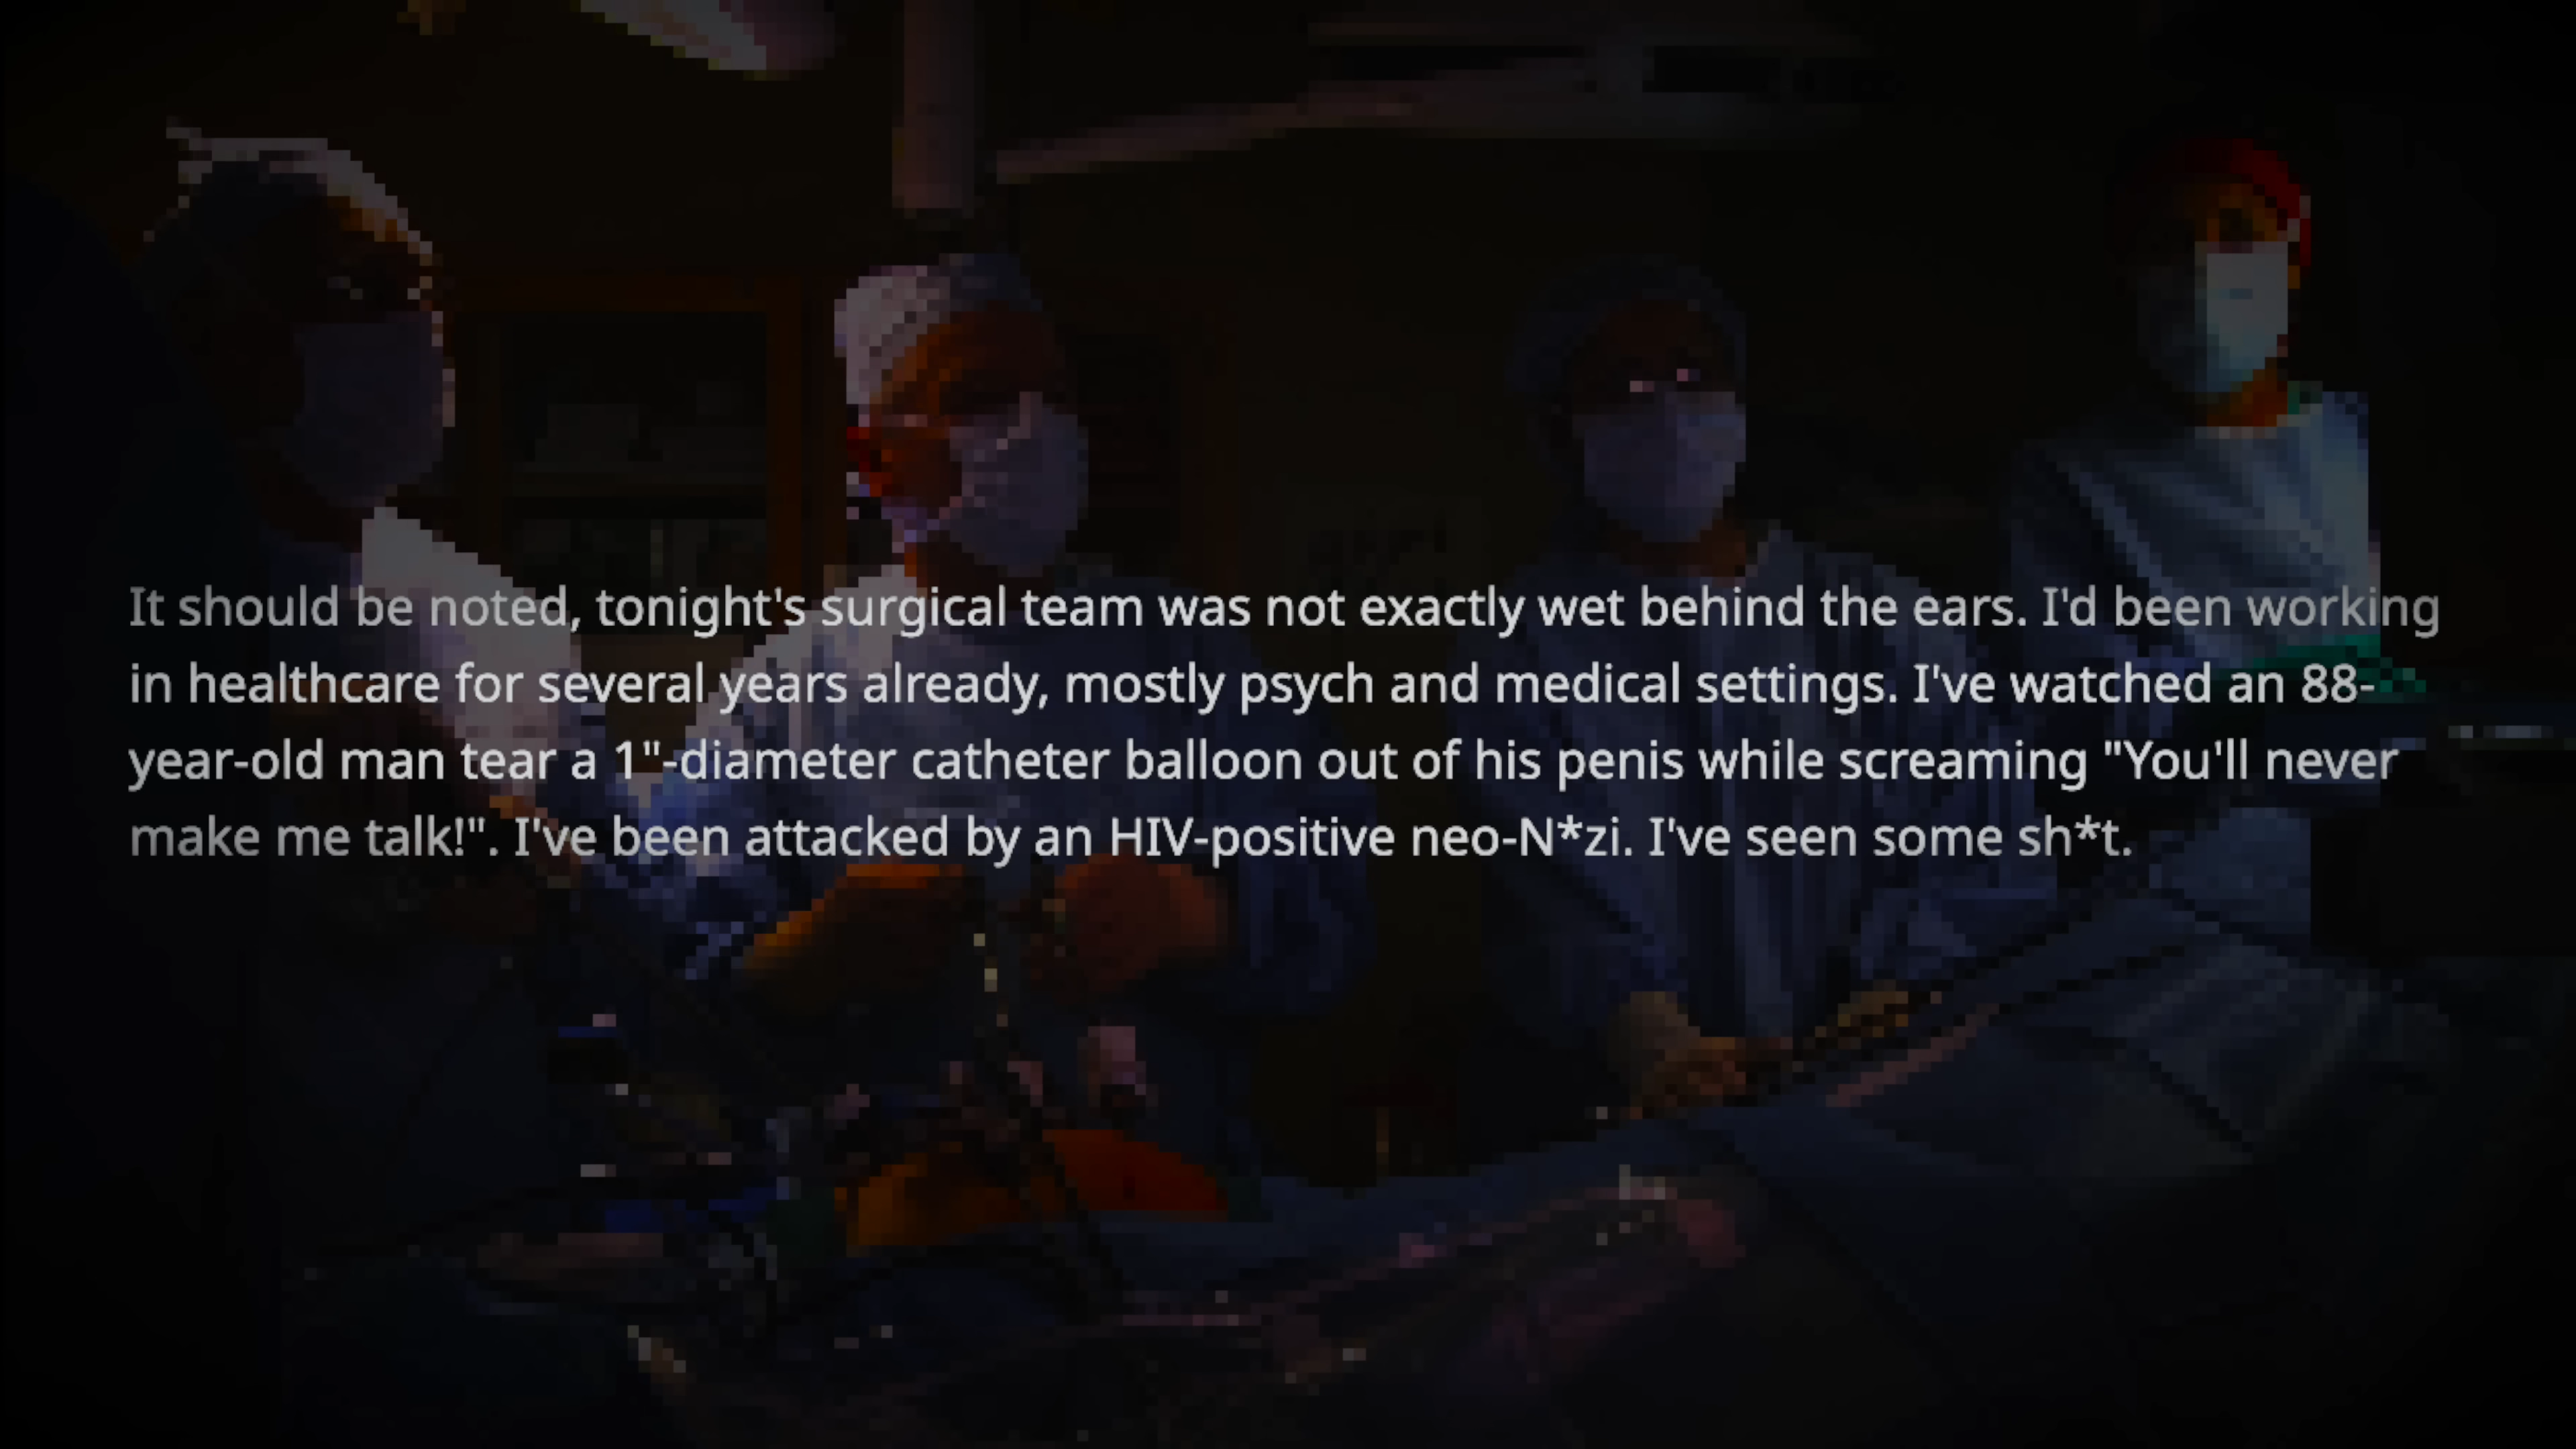 It should be noted, tonight's surgical team was not exactly wet behind the ears. I'd been working
in healthcare for several years already, mostly psych and medical settings. I've watched an 88-
year-old man tear a 1"-diameter catheter balloon out of his penis while screaming "You'll never
make me talk!". I've been attacked by an HIV-positive neo-N*zi. I've seen some sh*t.